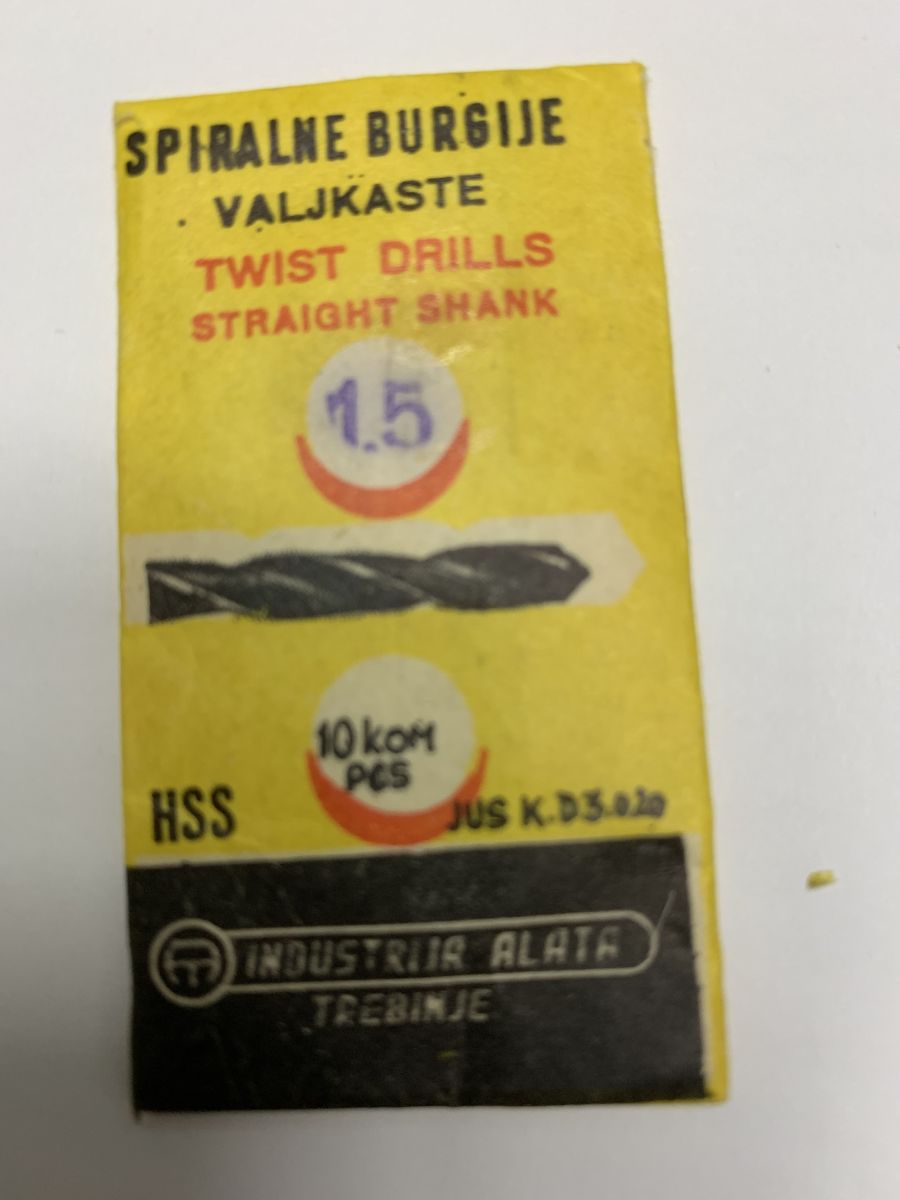 SPIRALNE BURGIJE
VALJKASTE
TWIST DRILLS
STRAIGHT SHANK
1.5
10 kom
pcs
HSS
JUS K.D3.020
INDUSTRIJA ALATA
TREBINJE